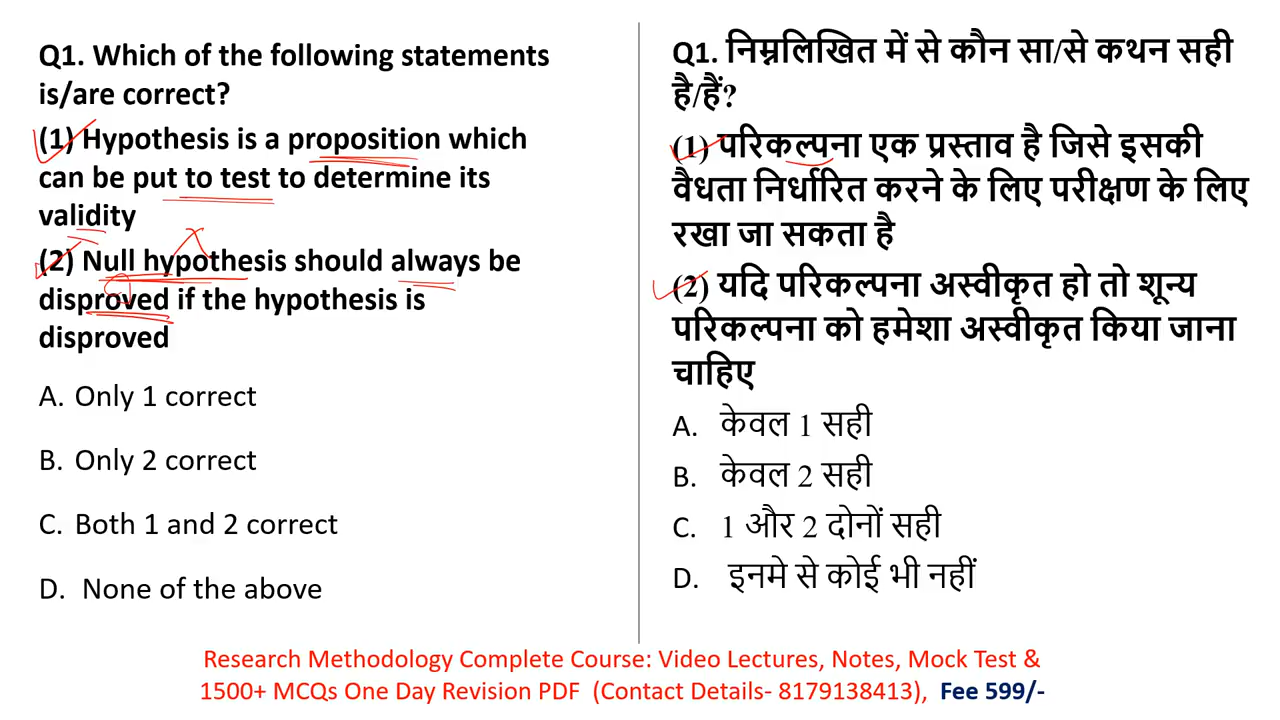 Q1. Which of the following statements
is/are correct?
(1) Hypothesis is a proposition which
can be put to test to determine its
validity
(2) Null hypothesis should always be
disproved if the hypothesis is
disproved
A. Only 1 correct
B. Only 2 correct
C. Both 1 and 2 correct
D. None of the above
Q1. निम्नलिखित में से कौन सा/से कथन सही
है/हैं?
(1) परिकल्पना एक प्रस्ताव है जिसे इसकी
वैधता निर्धारित करने के लिए परीक्षण के लिए
रखा जा सकता है
(2) यदि परिकल्पना अस्वीकृत हो तो शून्य
परिकल्पना को हमेशा अस्वीकृत किया जाना
चाहिए
A. केवल 1 सही
B. केवल 2 सही
C. 1 और 2 दोनों सही
D. इनमे से कोई भी नहीं
Research Methodology Complete Course: Video Lectures, Notes, Mock Test &
1500+ MCQs One Day Revision PDF (Contact Details- 8179138413), Fee 599/-